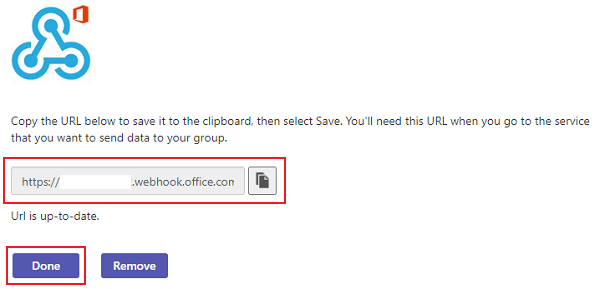 Copy the URL below to save it to the clipboard, then select Save. You'll need this URL when you go to the service
that you want to send data to your group.
https:// .webhook.office.com
Url is up-to-date.
Done Remove